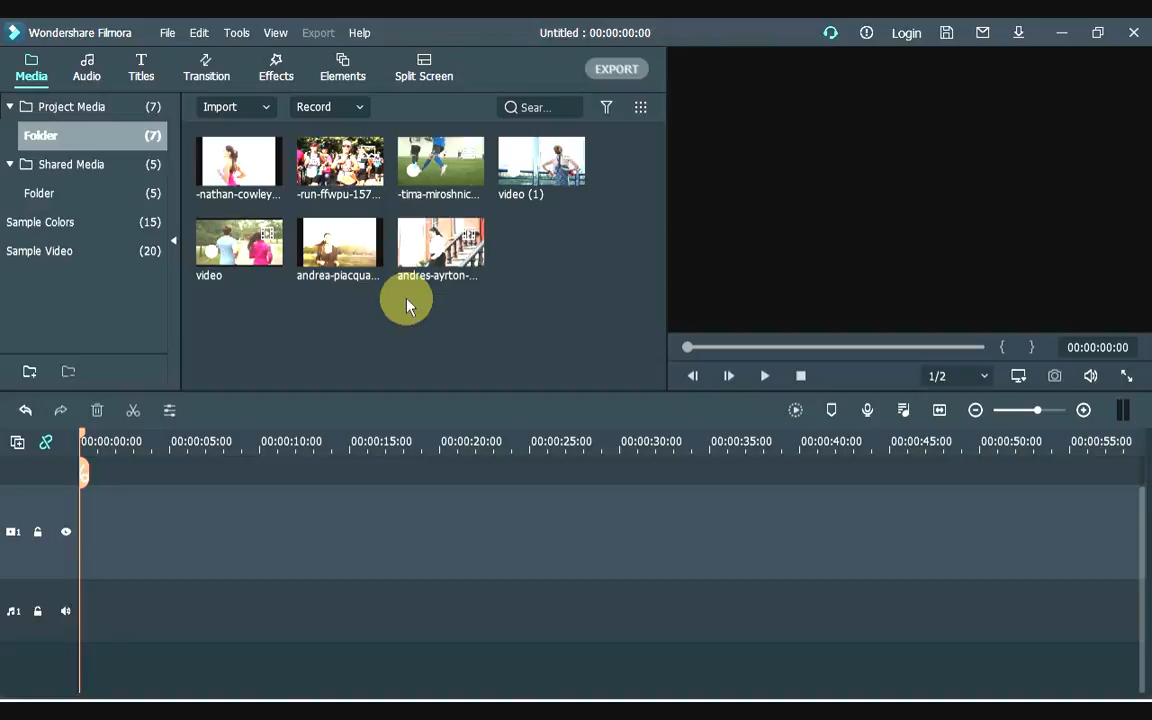 Wondershare Filmora File Edit Tools View Export Help Untitled : 00:00:00:00 Login
Media Audio Titles Transition Effects Elements Split Screen EXPORT
Project Media (7) Import Record Sear...
Folder (7)
Shared Media (5)
Folder (5) -nathan-cowley... -run-ffwpu-157... -tima-miroshnic... video (1)
Sample Colors (15)
Sample Video (20)
video andrea-piacqua... andres-ayrton-...
{ } 00:00:00:00
1/2
00:00:00:00 00:00:05:00 00:00:10:00 00:00:15:00 00:00:20:00 00:00:25:00 00:00:30:00 00:00:35:00 00:00:40:00 00:00:45:00 00:00:50:00 00:00:55:00
1
1